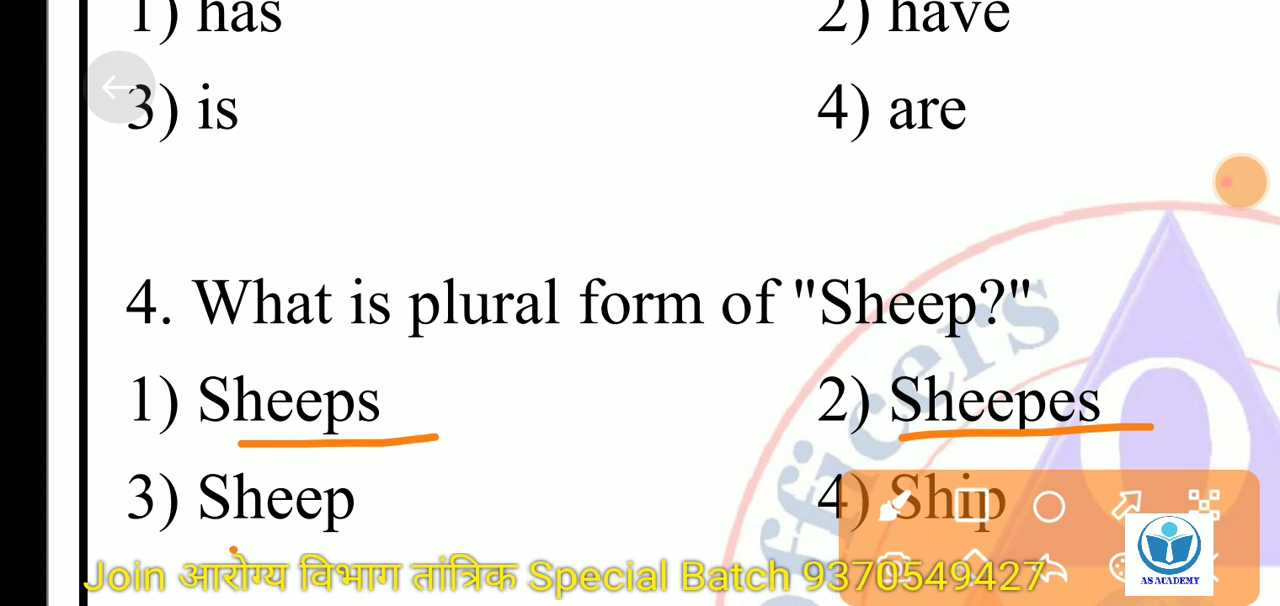 1) has 2) have
3) is 4) are
4. What is plural form of "Sheep?"
1) Sheeps 2) Sheepes
3) Sheep 4) Ship
Join आरोग्य विभाग तांत्रिक Special Batch 9370549427
fficers
O
AS ACADEMY